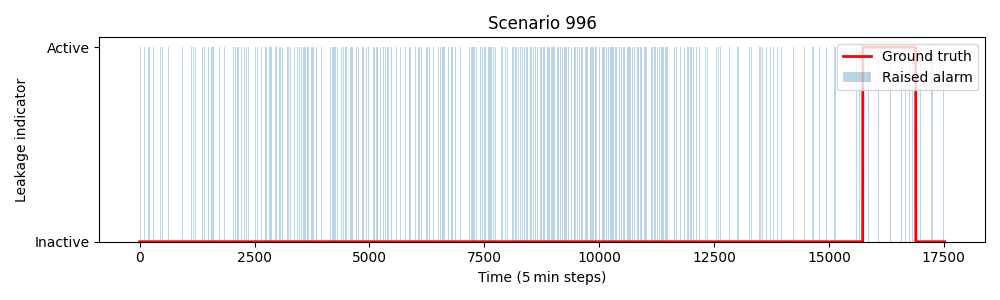 Scenario 996
Active
Inactive
Leakage indicator
Ground truth
Raised alarm
0 2500 5000 7500 10000 12500 15000 17500
Time (5 min steps)